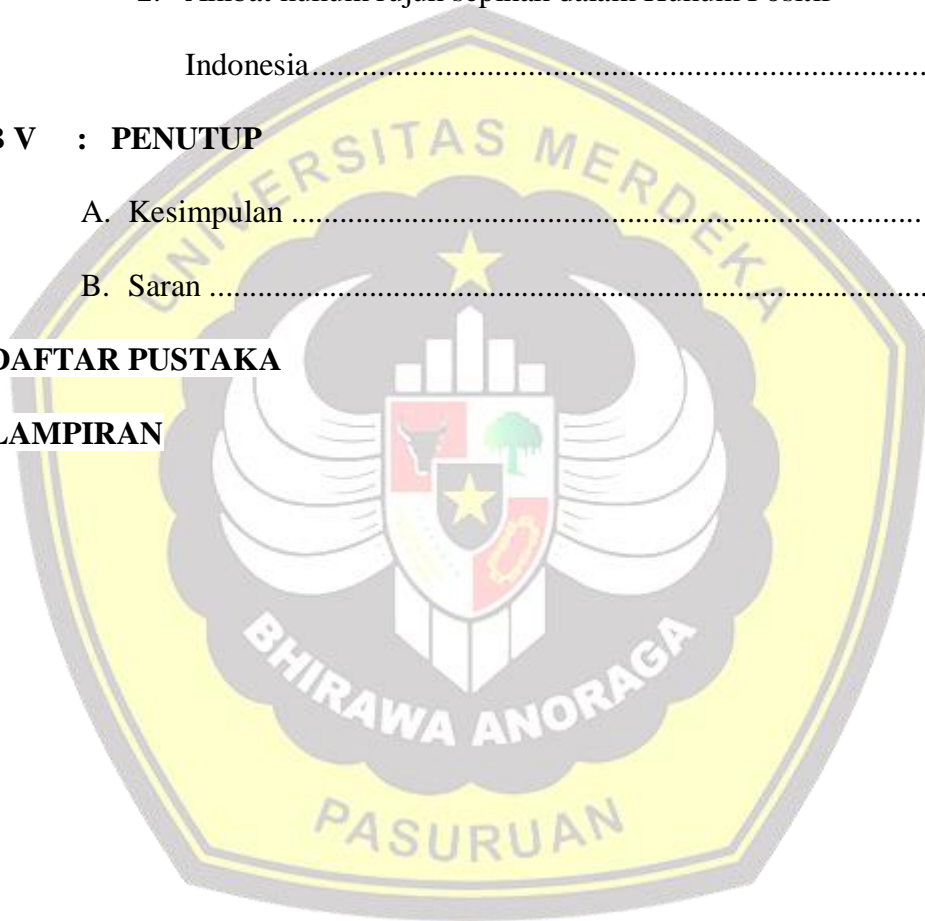 Indonesia.........................................................................
V : PENUTUP
A. Kesimpulan ...........................................................................
B. Saran .....................................................................................
DAFTAR PUSTAKA
LAMPIRAN
UNIVERSITAS MERDEKA
BHIRAWA ANORAGA
PASURUAN